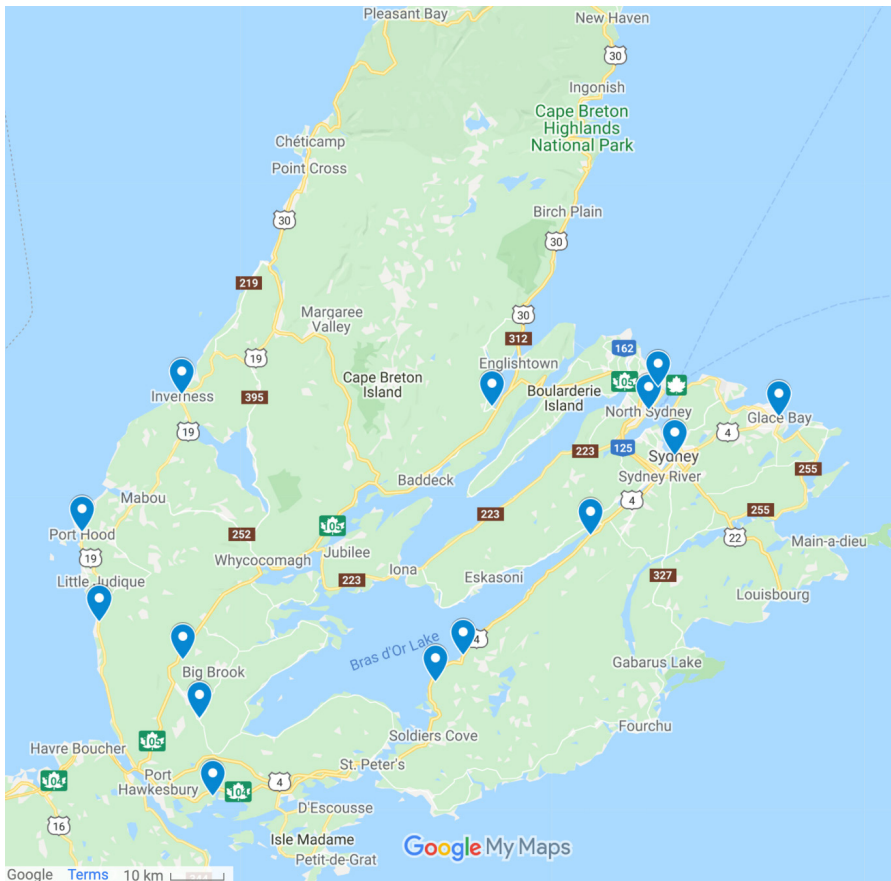 Pleasant Bay
New Haven
30
Ingonish
Cape Breton
Highlands
National Park
Chéticamp
Point Cross
30
Birch Plain
30
219
Margaree
Valley
30
312
19
Englishtown
162
Cape Breton
Island
105
Inverness
395
Boularderie
Island
North Sydney
Glace Bay
19
4
223
125
Sydney
Baddeck
Sydney River
255
Mabou
4
Port Hood
105
223
255
252
22
19
Whycocomagh
Jubilee
Main-a-dieu
Iona
Eskasoni
223
327
Little Judique
Louisbourg
Bras d'Or Lake
4
Big Brook
Gabarus Lake
Fourchu
Soldiers Cove
Havre Boucher
105
St. Peter's
104
Port
Hawkesbury
4
104
D'Escousse
16
Isle Madame
Petit-de-Grat
Google My Maps
Google Terms 10 km